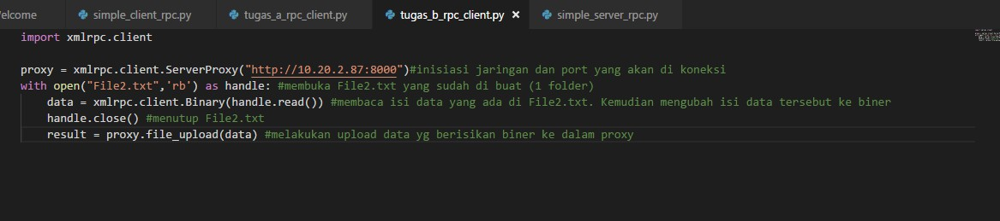 elcome simple_client_rpc.py tugas_a_rpc_client.py tugas_b_rpc_client.py × simple_server_rpc.py
import xmlrpc.client
proxy = xmlrpc.client.ServerProxy("http://10.20.2.87:8000")#inisiasi jaringan dan port yang akan di koneksi
with open("File2.txt",'rb') as handle: #membuka File2.txt yang sudah di buat (1 folder)
    data = xmlrpc.client.Binary(handle.read()) #membaca isi data yang ada di File2.txt. Kemudian mengubah isi data tersebut ke biner
    handle.close() #menutup File2.txt
    result = proxy.file_upload(data) #melakukan upload data yg berisikan biner ke dalam proxy